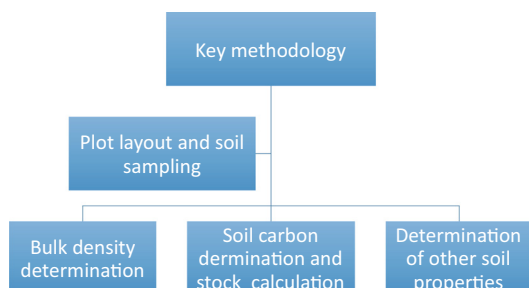 Key methodology
Plot layout and soil
sampling
Bulk density
determination
Soil carbon
dermination and
stock calculation
Determination
of other soil
properties